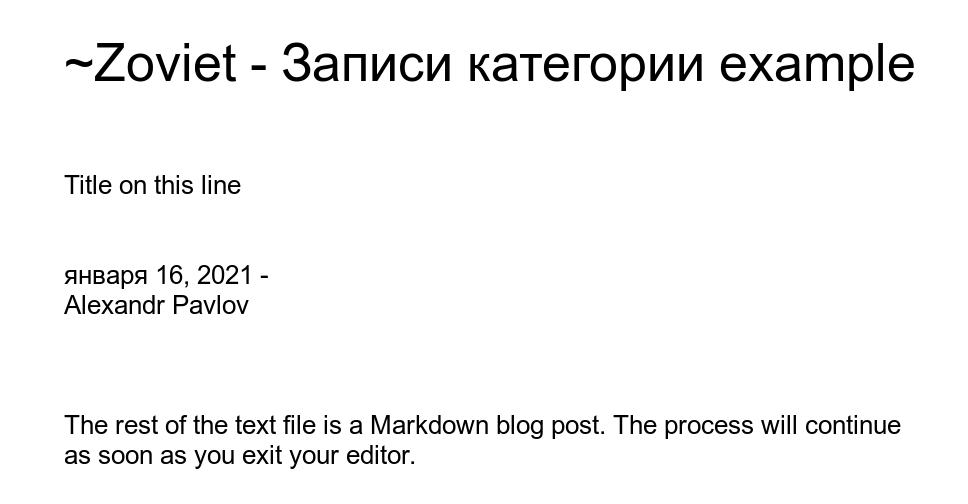 ~Zoviet - Записи категории example
Title on this line
января 16, 2021 -
Alexandr Pavlov
The rest of the text file is a Markdown blog post. The process will continue
as soon as you exit your editor.